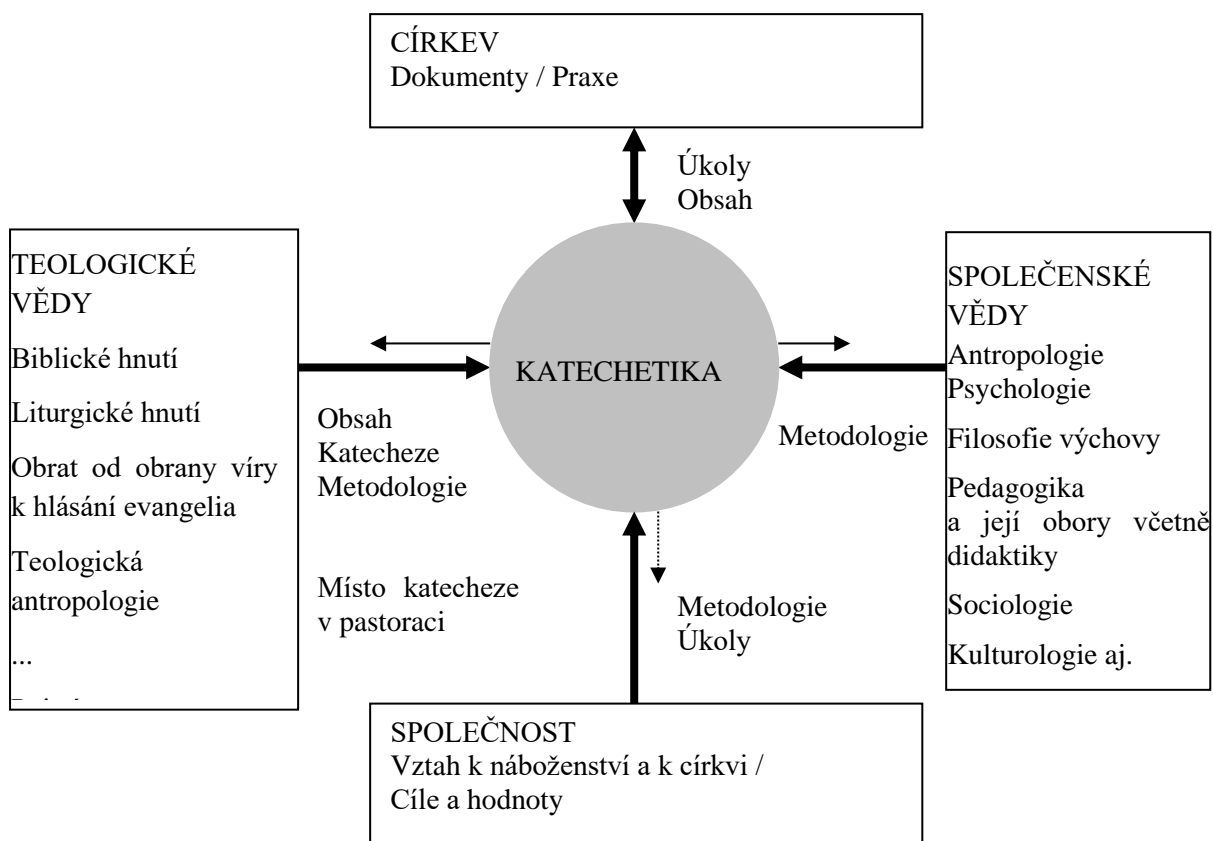 CÍRKEV
Dokumenty / Praxe
Úkoly
Obsah
TEOLOGICKÉ
VĚDY
Biblické hnutí
Liturgické hnutí
Obrat od obrany víry
k hlásání evangelia
Teologická
antropologie
...
KATECHETIKA
Obsah
Katecheze
Metodologie
Místo katecheze
v pastoraci
Metodologie
Metodologie
Úkoly
SPOLEČENSKÉ
VĚDY
Antropologie
Psychologie
Filosofie výchovy
Pedagogika
a její obory včetně
didaktiky
Sociologie
Kulturologie aj.
SPOLEČNOST
Vztah k náboženství a k církvi /
Cíle a hodnoty